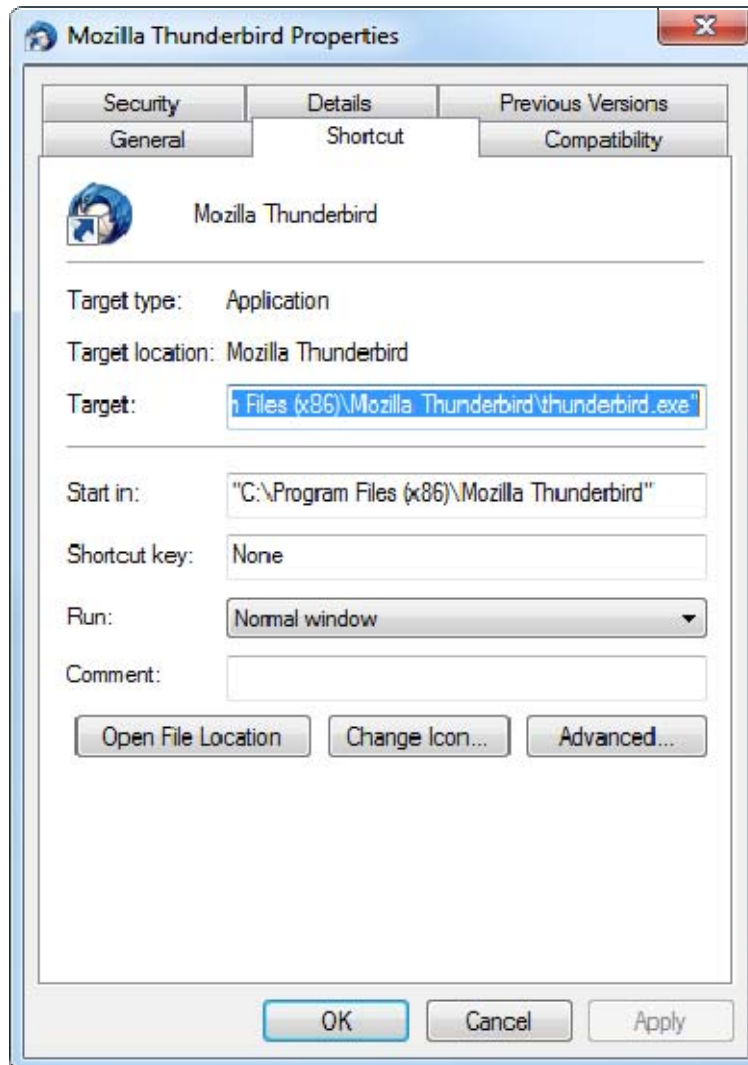 Mozilla Thunderbird Properties
Security Details Previous Versions
General Shortcut Compatibility
Mozilla Thunderbird
Target type: Application
Target location: Mozilla Thunderbird
Target: n Files (x86)\Mozilla Thunderbird\thunderbird.exe"
Start in: "C:\Program Files (x86)\Mozilla Thunderbird"
Shortcut key: None
Run: Normal window
Comment:
Open File Location Change Icon... Advanced...
OK Cancel Apply